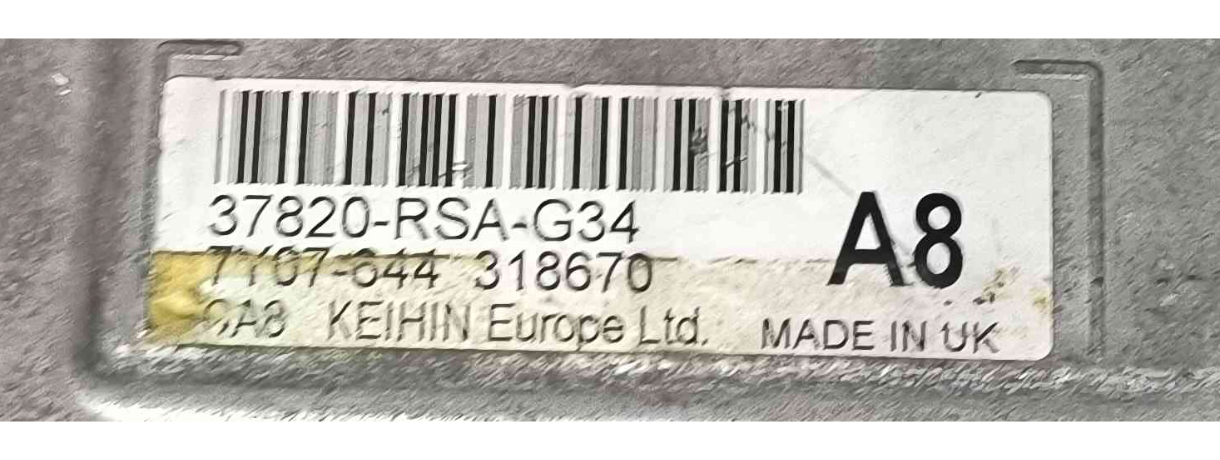 37820-RSA-G34
A8
318670
KEIHIN Europe Ltd. MADE IN UK